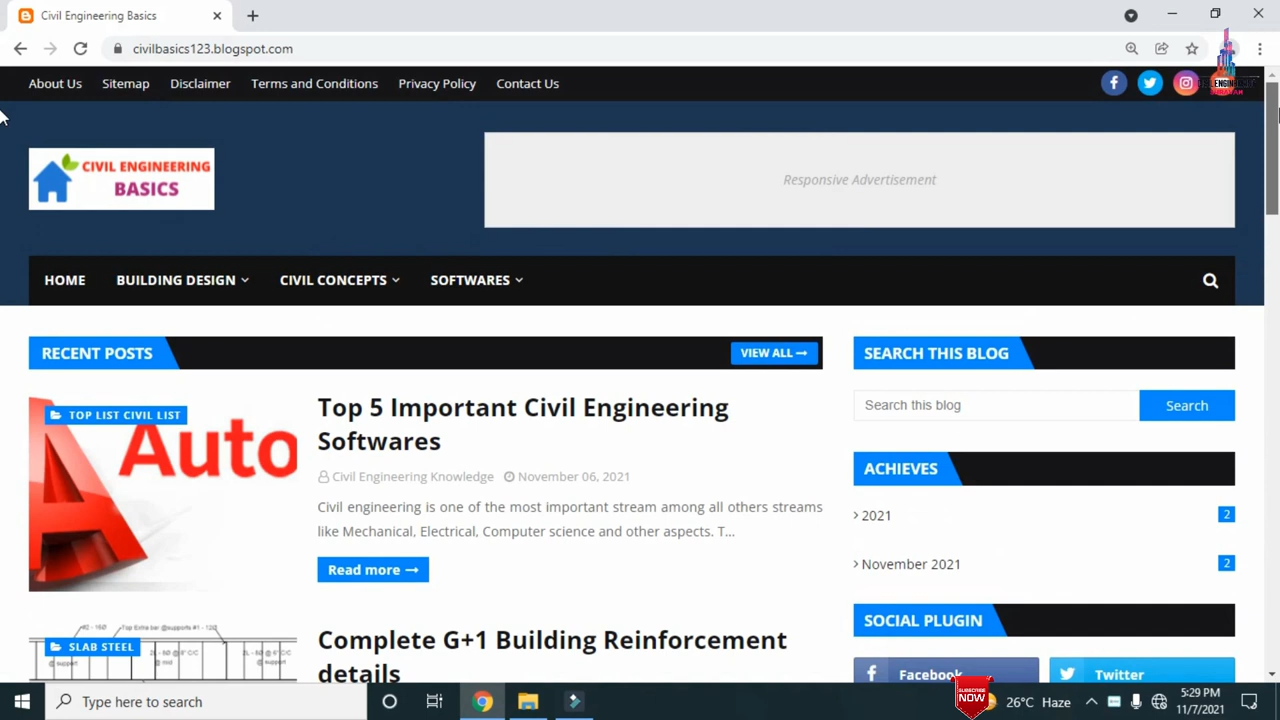 Civil Engineering Basics
civilbasics123.blogspot.com
About Us Sitemap Disclaimer Terms and Conditions Privacy Policy Contact Us
CIVIL ENGINEERING
BASICS
Responsive Advertisement
HOME BUILDING DESIGN CIVIL CONCEPTS SOFTWARES
RECENT POSTS
VIEW ALL
TOP LIST CIVIL LIST
Auto
Top 5 Important Civil Engineering
Softwares
Civil Engineering Knowledge November 06, 2021
Civil engineering is one of the most important stream among all others streams
like Mechanical, Electrical, Computer science and other aspects. T...
Read more
SLAB STEEL
Complete G+1 Building Reinforcement
details
SEARCH THIS BLOG
Search this blog
Search
ACHIEVES
2021 2
November 2021 2
SOCIAL PLUGIN
Facebook Twitter
Type here to search
SUBSCRIBE
NOW
26°C Haze
5:29 PM
11/7/2021